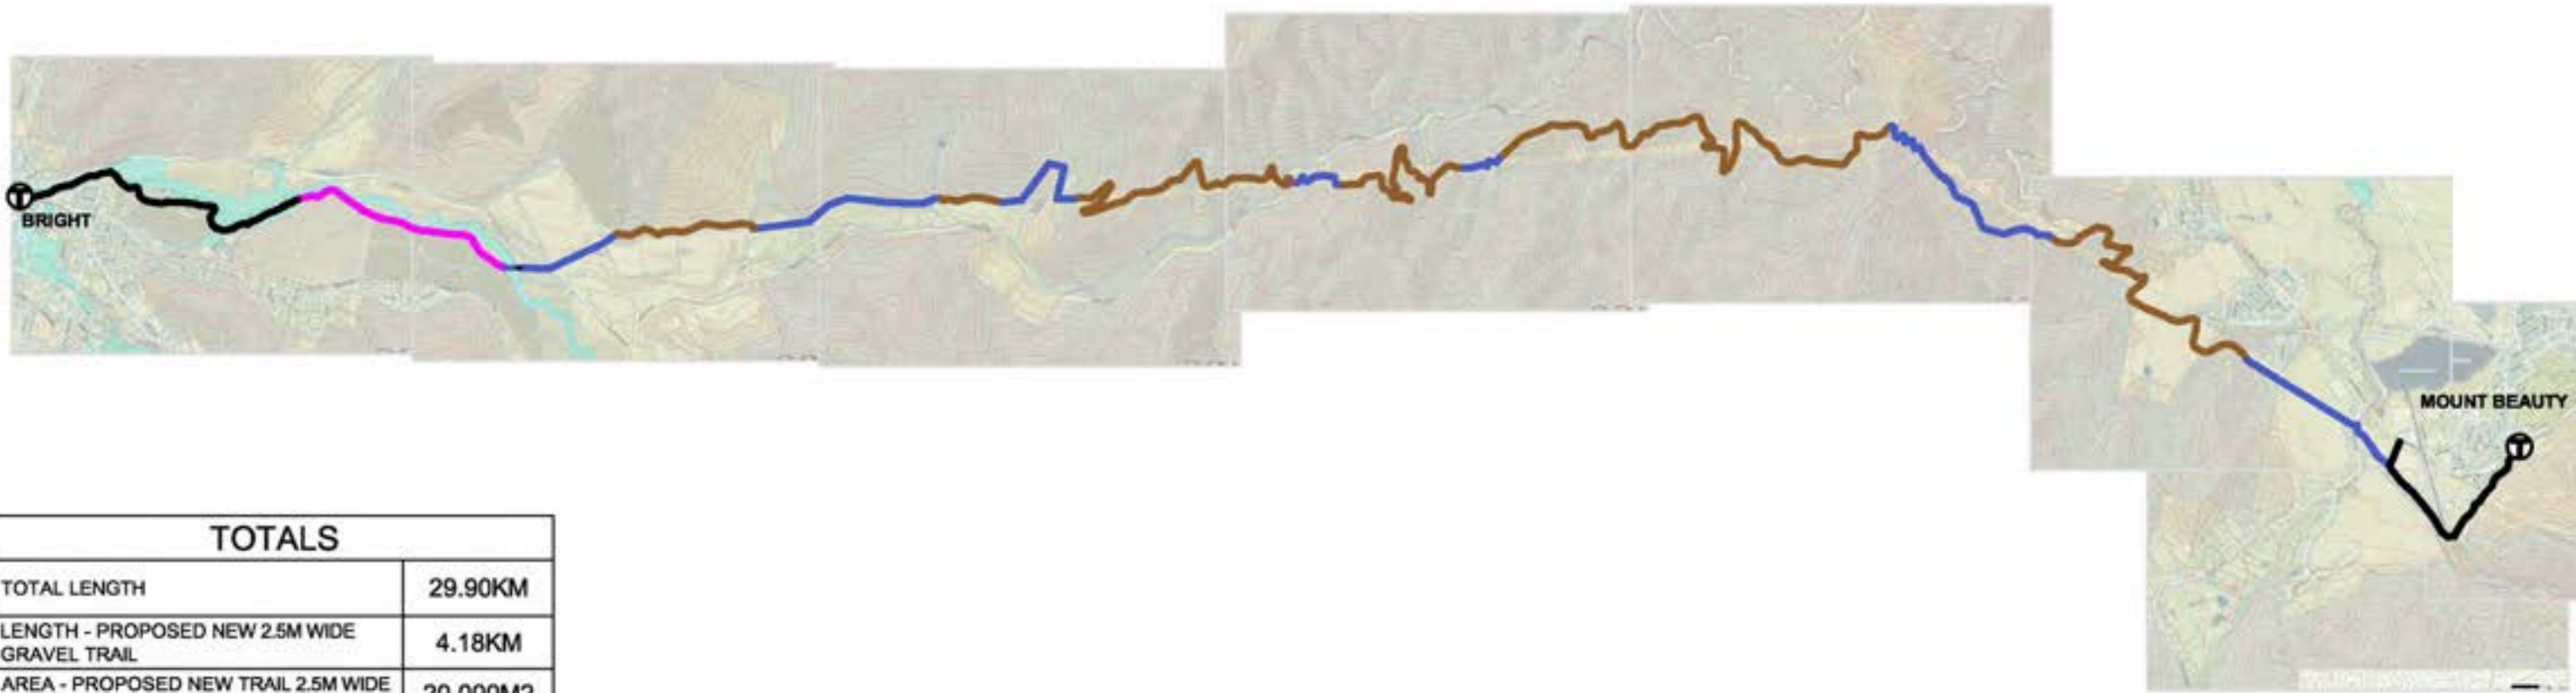 BRIGHT
MOUNT BEAUTY
TOTALS
TOTAL LENGTH 29.90KM
LENGTH - PROPOSED NEW 2.5M WIDE
GRAVEL TRAIL 4.18KM
AREA - PROPOSED NEW TRAIL 2.5M WIDE